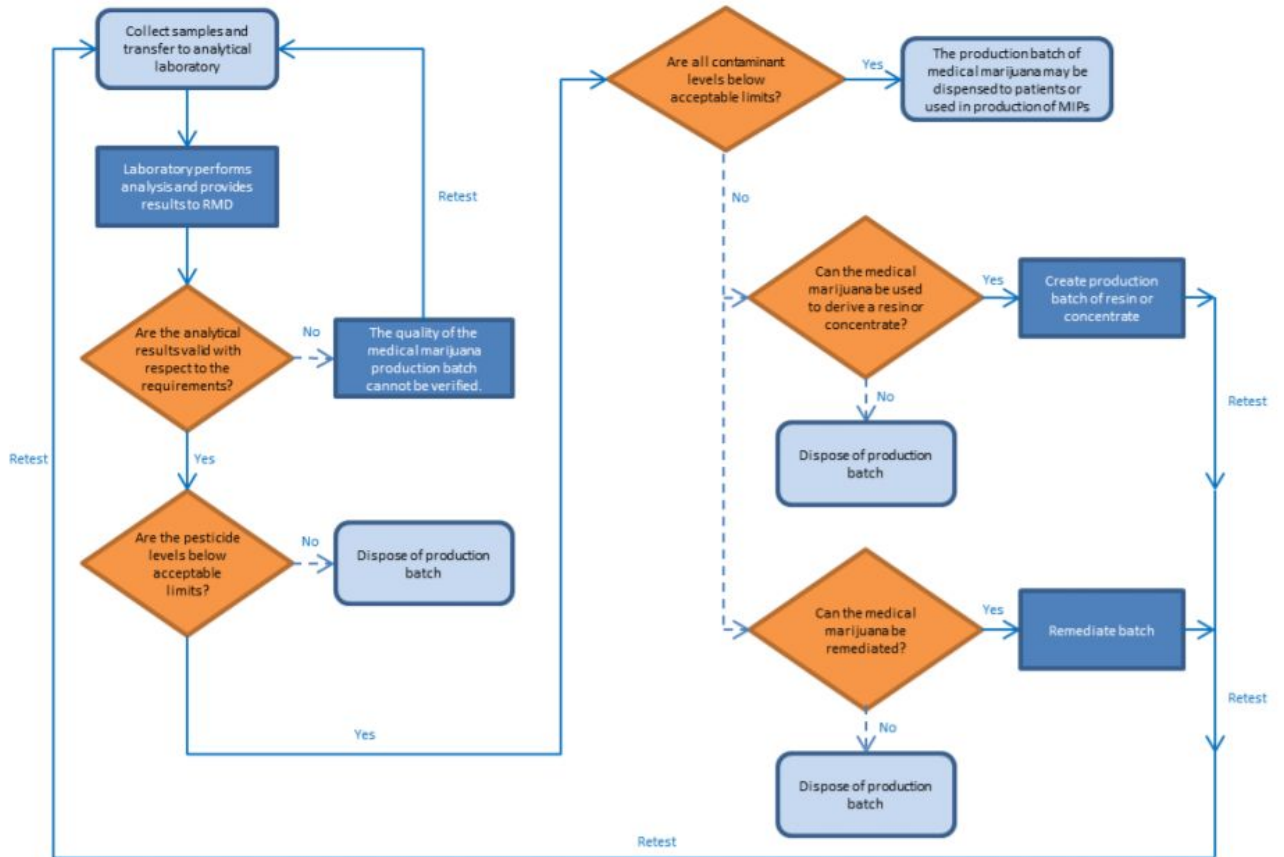 Collect samples and
transfer to analytical
laboratory
Laboratory performs
analysis and provides
results to RMD
Retest
Are the analytical
results valid with
respect to the
requirements?
No
The quality of the
medical marijuana
production batch
cannot be verified.
Retest
Yes
Are the pesticide
levels below
acceptable
limits?
No
Dispose of production
batch
Yes
Are all contaminant
levels below
acceptable limits?
Yes
The production batch of
medical marijuana may be
dispensed to patients or
used in production of MIPs
No
Can the medical
marijuana be used
to derive a resin or
concentrate?
Yes
Create production
batch of resin or
concentrate
Retest
No
Dispose of production
batch
Can the medical
marijuana be
remediated?
Yes
Remediate batch
Retest
No
Dispose of production
batch
Retest